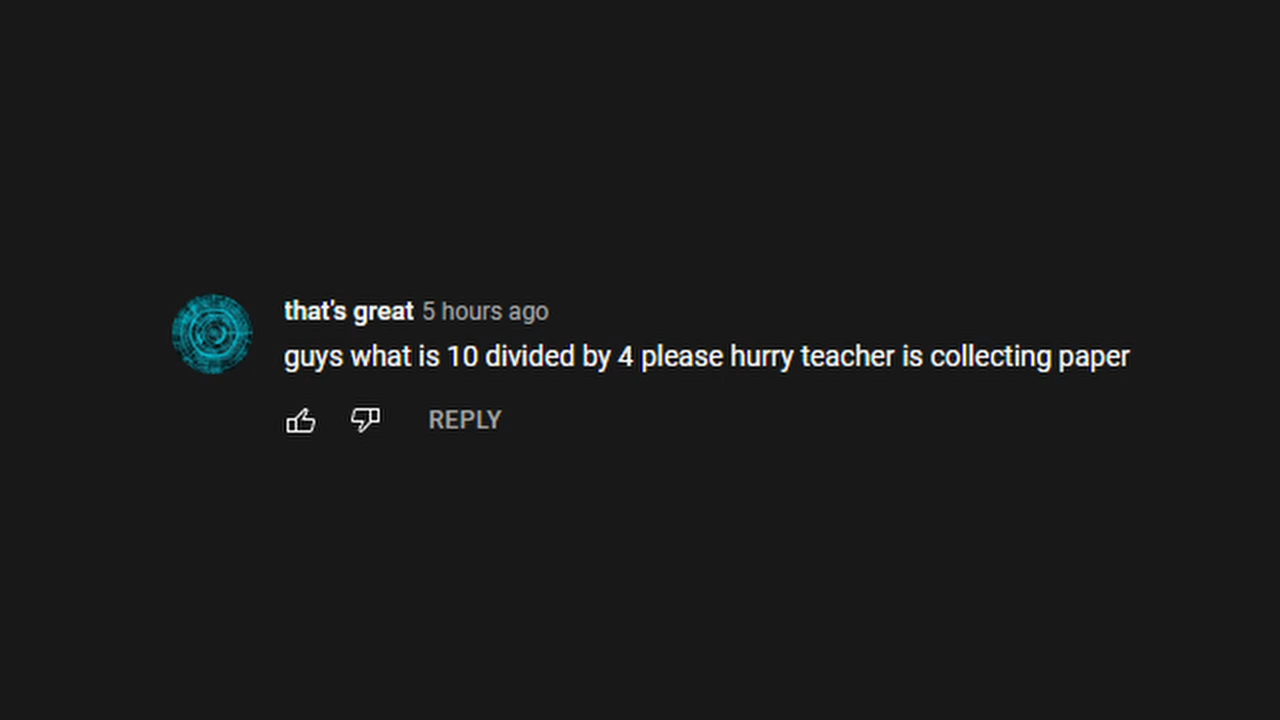 that's great 5 hours ago
guys what is 10 divided by 4 please hurry teacher is collecting paper
REPLY